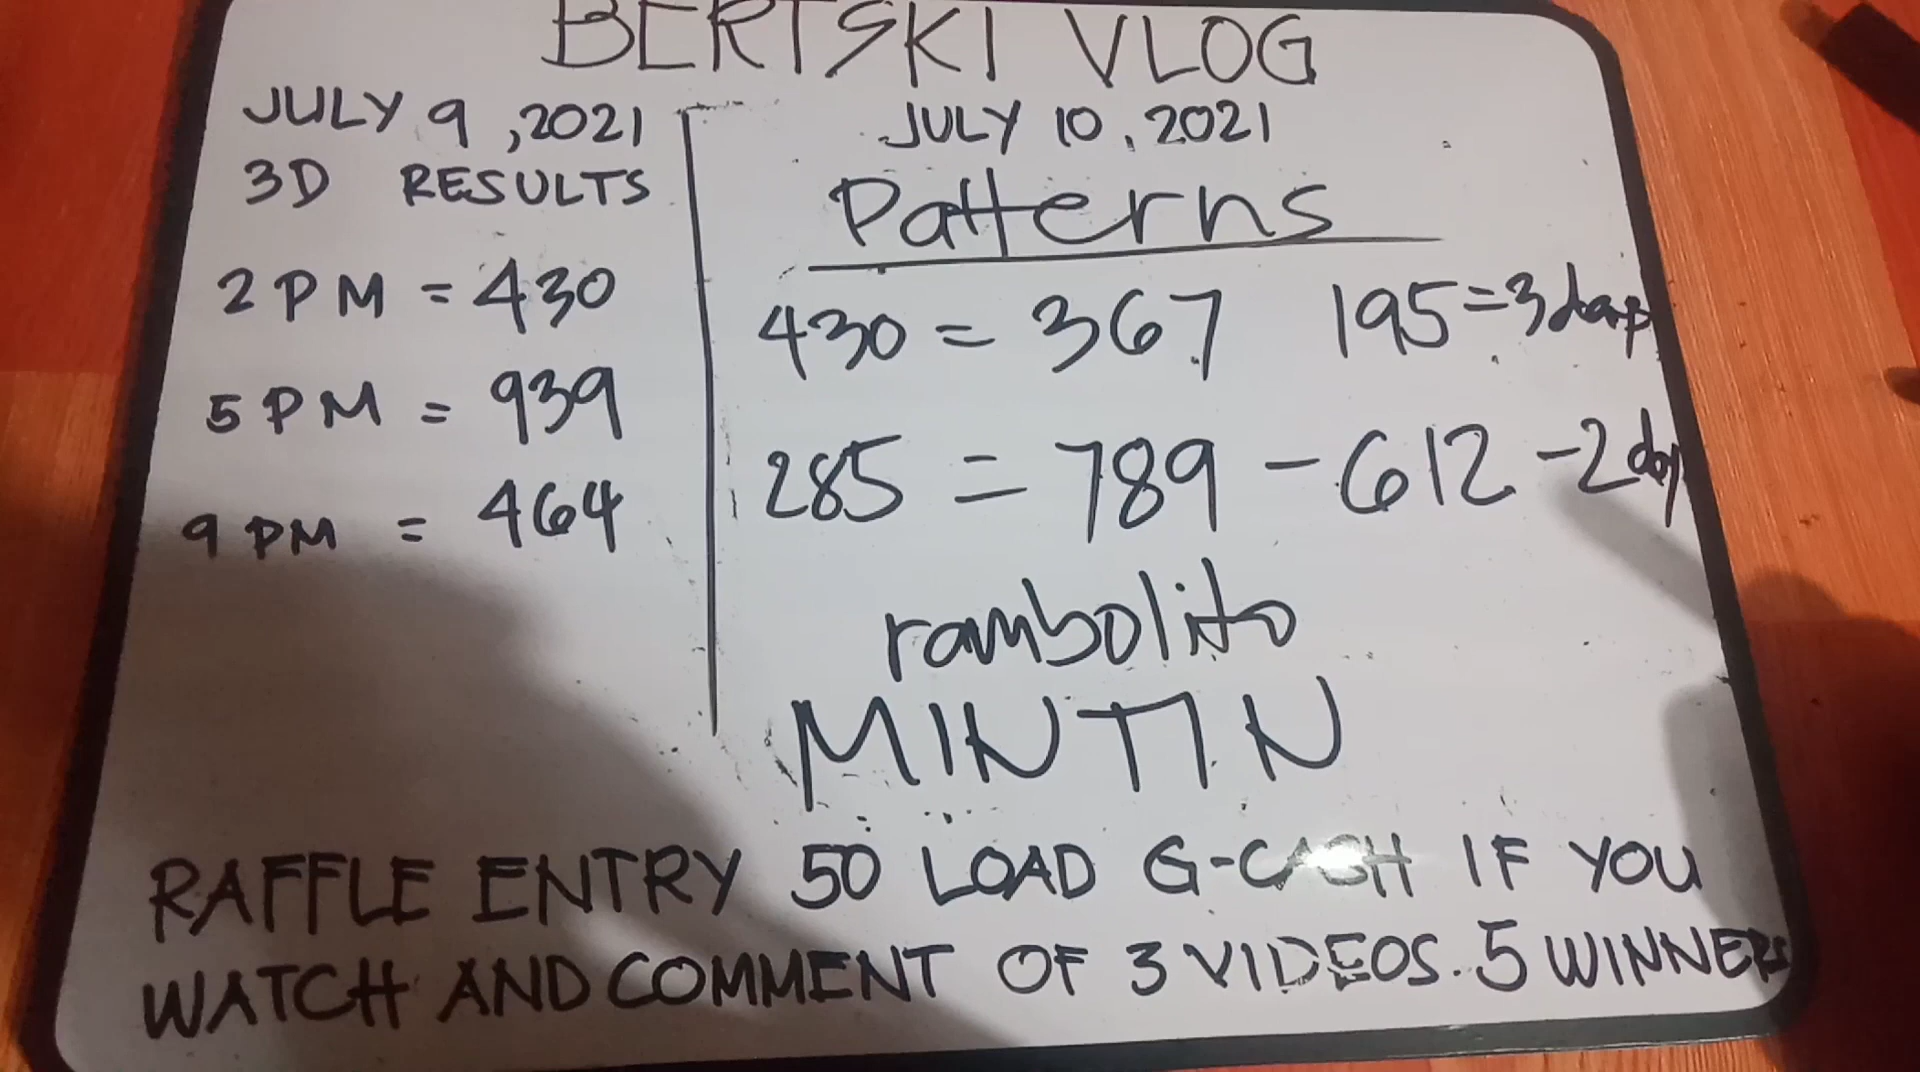 BERTSKI VLOG
JULY 9, 2021
3D RESULTS
2 PM = 430
5 PM = 939
9 PM = 464
JULY 10, 2021
Patterns
430 = 367 195 = 3 days
285 = 789 - 612 - 2 day
rambolito
MINTIN
RAFFLE ENTRY 50 LOAD G-CASH IF YOU
WATCH AND COMMENT OF 3 VIDEOS. 5 WINNERS